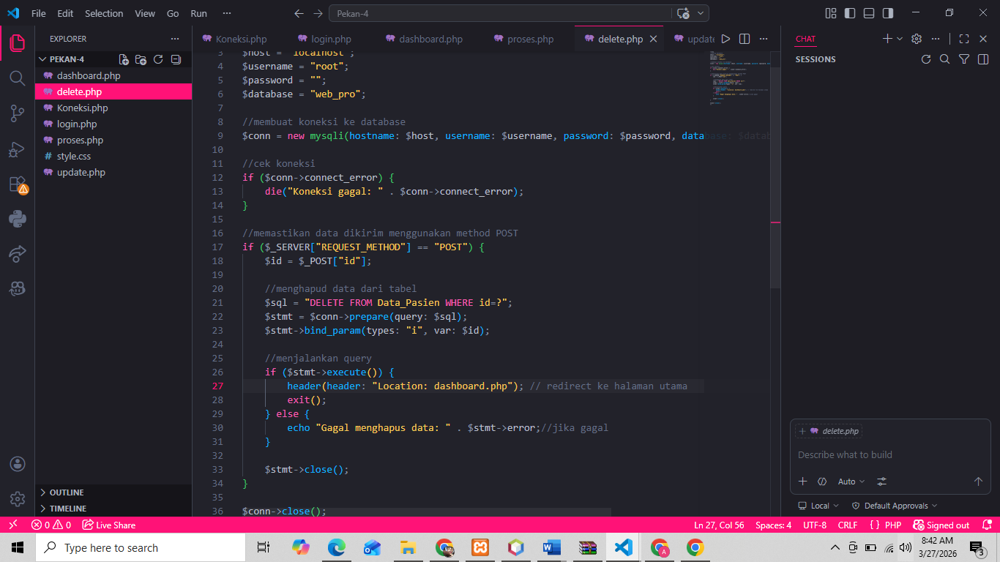 File Edit Selection View Go Run ···
Pekan-4
EXPLORER
PEKAN-4
dashboard.php
delete.php
Koneksi.php
login.php
proses.php
style.css
update.php
OUTLINE
TIMELINE
Koneksi.php login.php dashboard.php proses.php delete.php update
3 $host = "localhost";
4 $username = "root";
5 $password = "";
6 $database = "web_pro";
7
8 //membuat koneksi ke database
9 $conn = new mysqli(hostname: $host, username: $username, password: $password, database: $datab
10
11 //cek koneksi
12 if ($conn->connect_error) {
13 die("Koneksi gagal: " . $conn->connect_error);
14 }
15
16 //memastikan data dikirim menggunakan method POST
17 if ($_SERVER["REQUEST_METHOD"] == "POST") {
18 $id = $_POST["id"];
19
20 //menghapud data dari tabel
21 $sql = "DELETE FROM Data_Pasien WHERE id=?";
22 $stmt = $conn->prepare(query: $sql);
23 $stmt->bind_param(types: "i", var: $id);
24
25 //menjalankan query
26 if ($stmt->execute()) {
27 header(header: "Location: dashboard.php"); // redirect ke halaman utama
28 exit();
29 } else {
30 echo "Gagal menghapus data: " . $stmt->error;//jika gagal
31 }
32
33 $stmt->close();
34 }
35
36 $conn->close();
CHAT
SESSIONS
delete.php
Describe what to build
Auto
Local Default Approvals
0 0 Live Share
Ln 27, Col 56 Spaces: 4 UTF-8 CRLF { } PHP Signed out
Type here to search
8:42 AM
3/27/2026
3